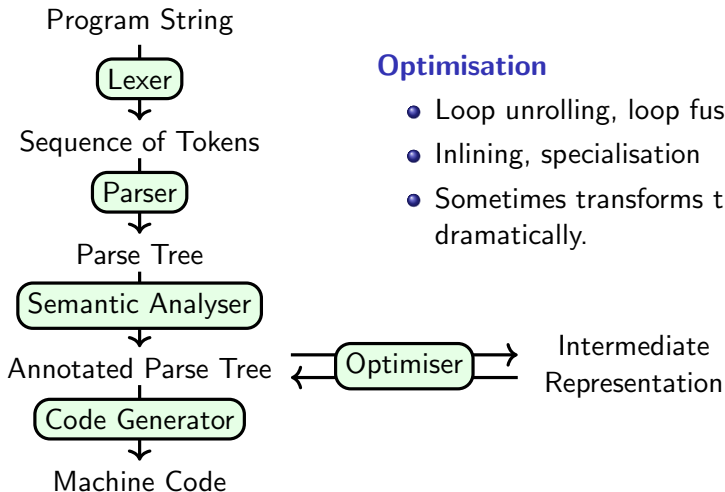 Program String
Lexer
Sequence of Tokens
Parser
Parse Tree
Semantic Analyser
Annotated Parse Tree
Code Generator
Machine Code
Optimiser
Intermediate
Representation
Optimisation
Loop unrolling, loop
Inlining, specialisation
Sometimes transforms
dramatically.